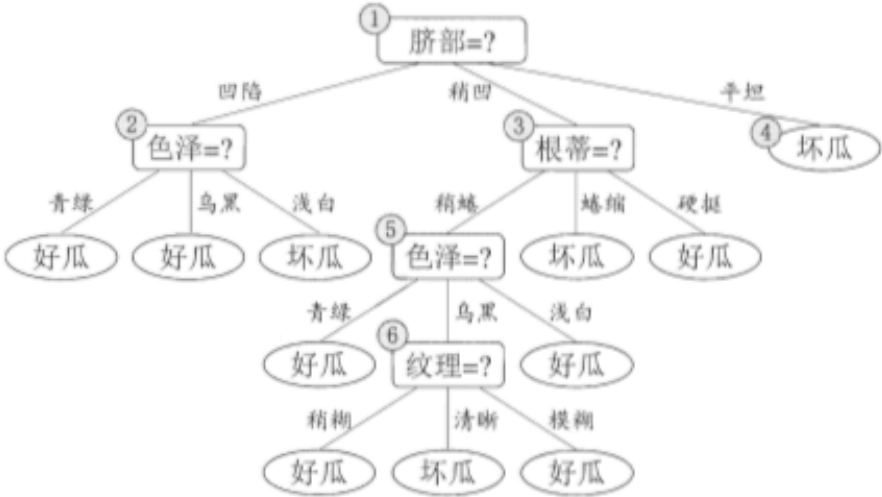 ① 脐部=?
凹陷 稍凹 平坦
② 色泽=? ③ 根蒂=? ④ 坏瓜
青绿 乌黑 浅白 稍蜷 蜷缩 硬挺
好瓜 好瓜 坏瓜 ⑤ 色泽=? 坏瓜 好瓜
青绿 乌黑 浅白
好瓜 ⑥ 纹理=? 好瓜
稍糊 清晰 模糊
好瓜 坏瓜 好瓜